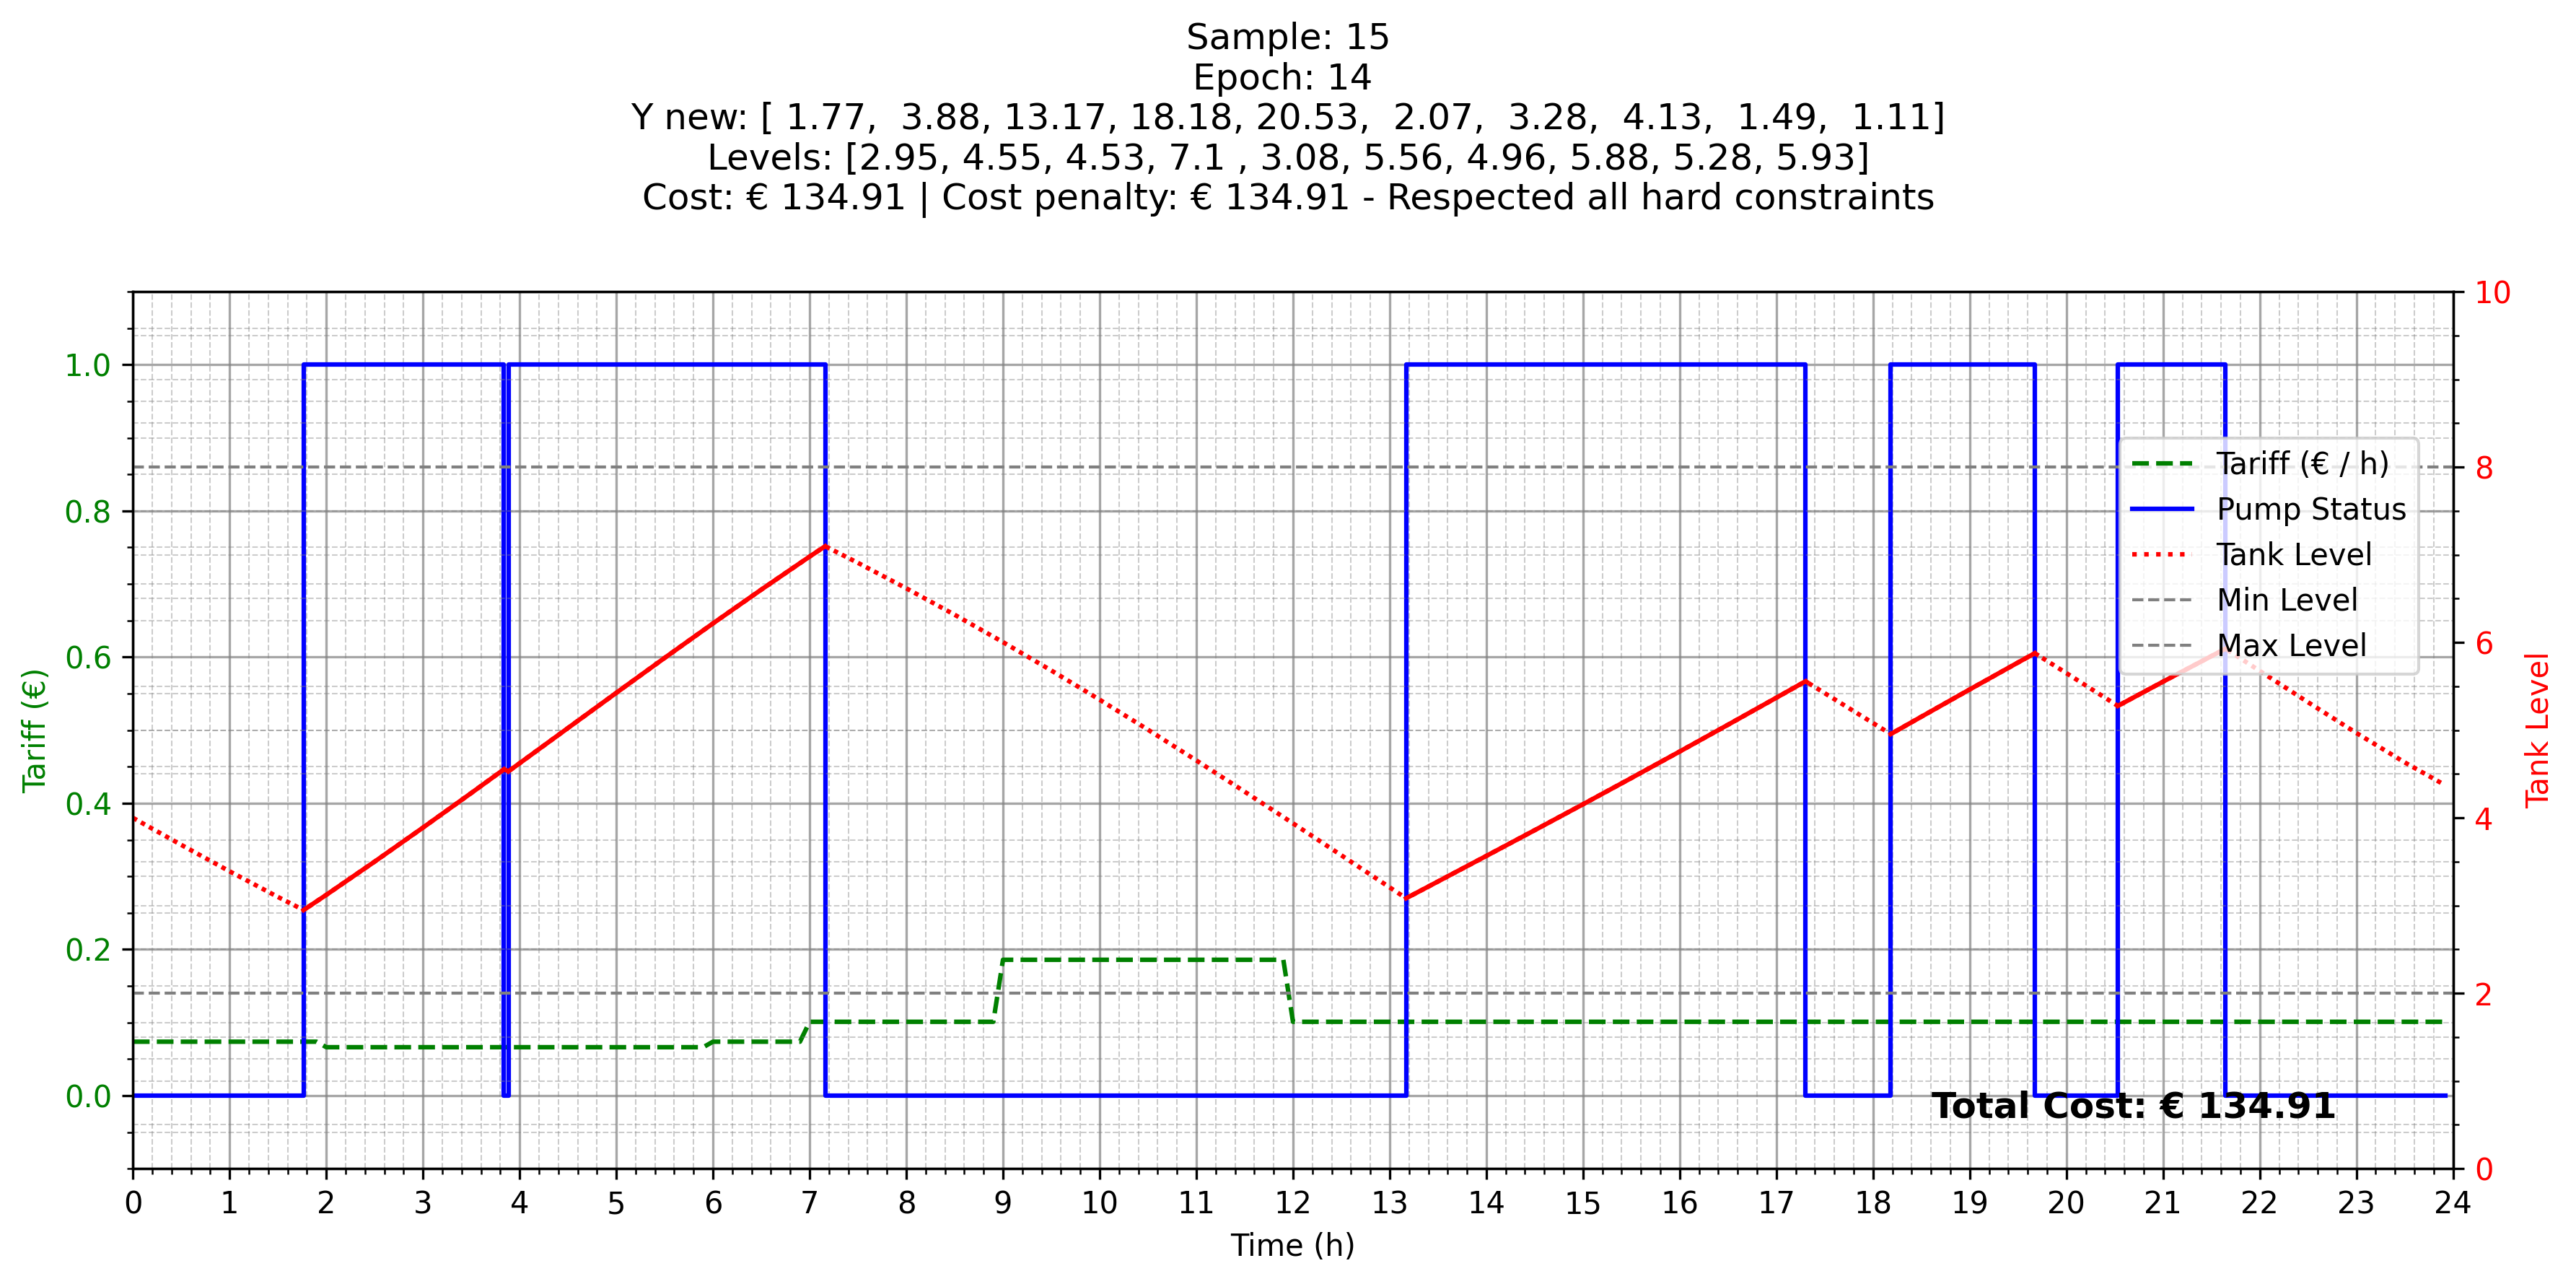 Sample: 15
Epoch: 14
Y new: [ 1.77,  3.88, 13.17, 18.18, 20.53,  2.07,  3.28,  4.13,  1.49,  1.11]
Levels: [2.95, 4.55, 4.53, 7.1 , 3.08, 5.56, 4.96, 5.88, 5.28, 5.93]
Cost: € 134.91 | Cost penalty: € 134.91 - Respected all hard constraints
Tariff (€)
1.0
0.8
0.6
0.4
0.2
0.0
10
8
6
4
2
0
Tank Level
Tariff (€ / h)
Pump Status
Tank Level
Min Level
Max Level
Total Cost: € 134.91
0 1 2 3 4 5 6 7 8 9 10 11 12 13 14 15 16 17 18 19 20 21 22 23 24
Time (h)